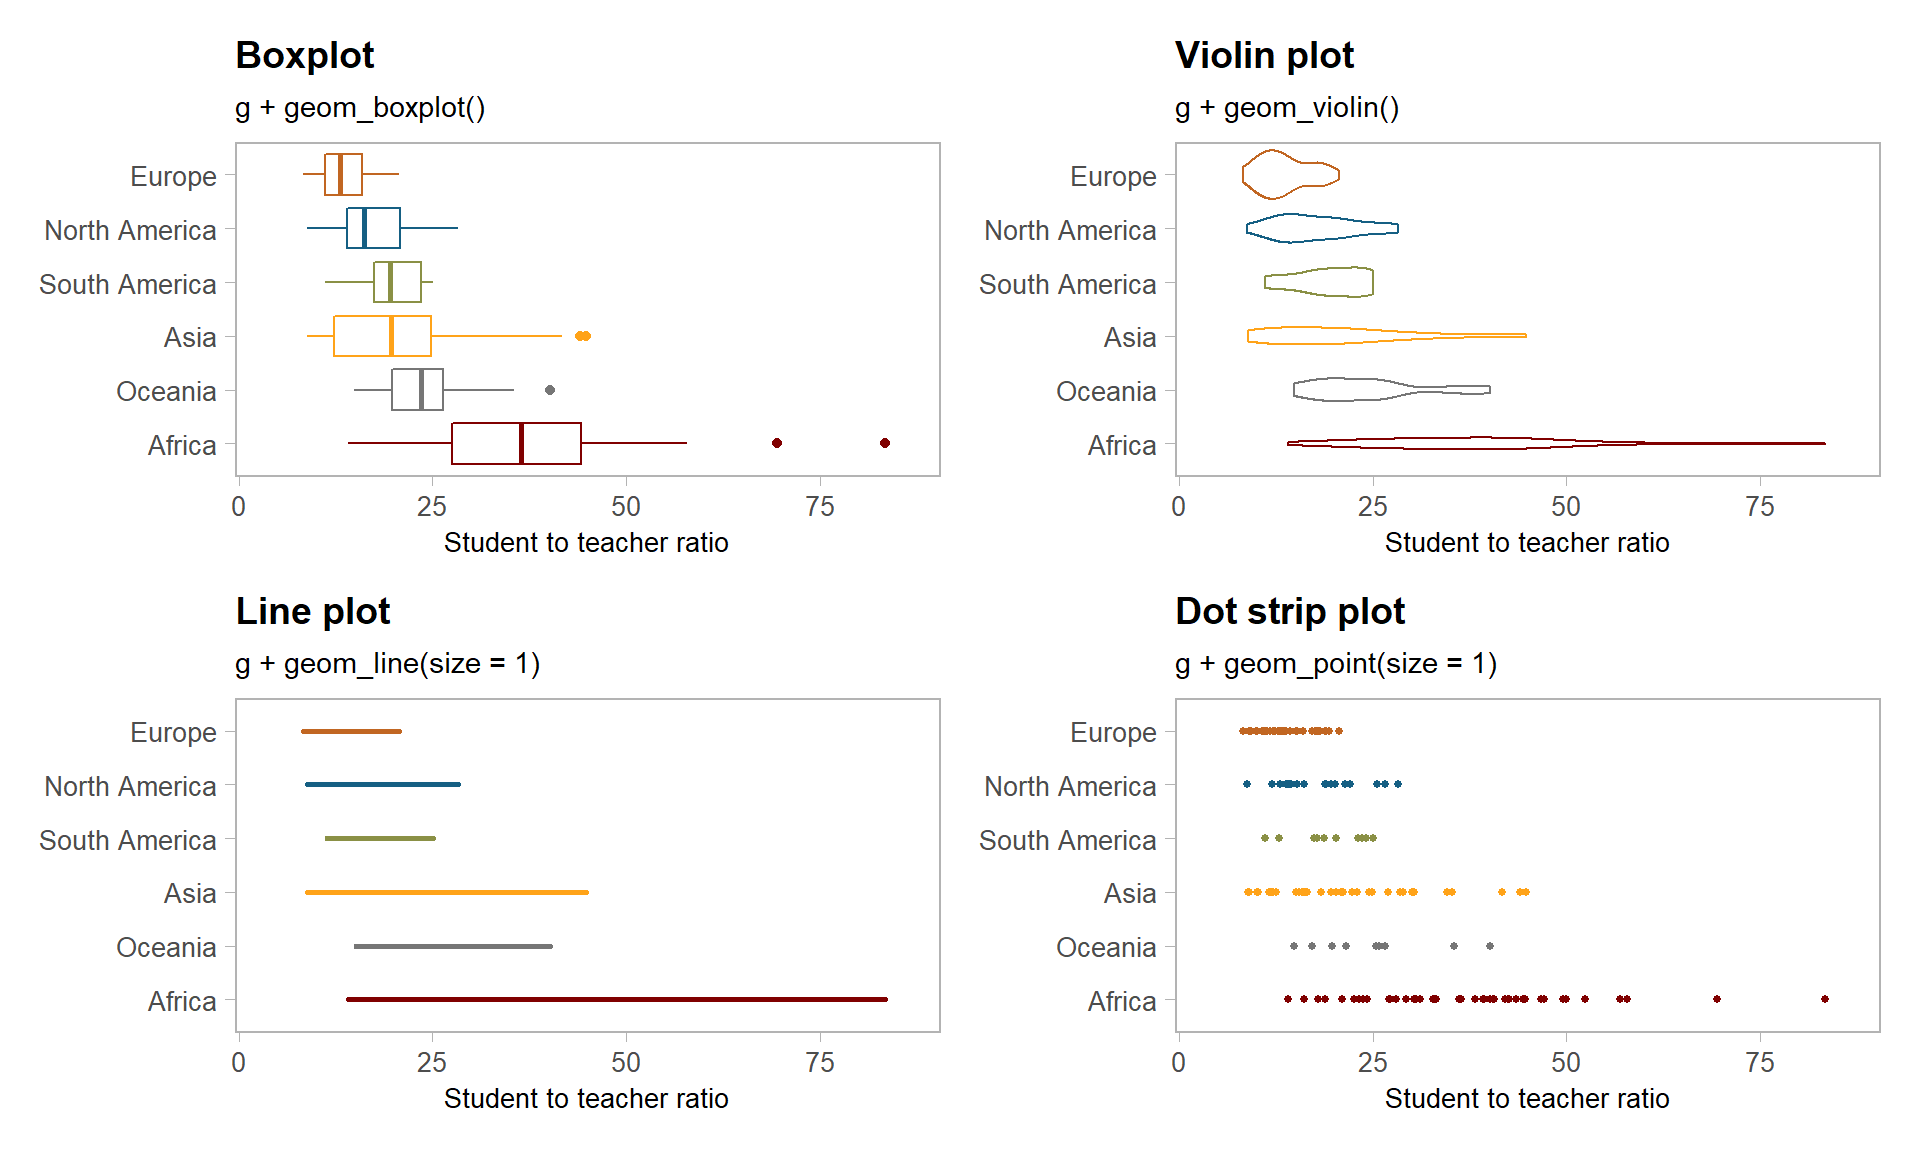 Boxplot
g + geom_boxplot()
Europe
North America
South America
Asia
Oceania
Africa
0 25 50 75
Student to teacher ratio
Violin plot
g + geom_violin()
Europe
North America
South America
Asia
Oceania
Africa
0 25 50 75
Student to teacher ratio
Line plot
g + geom_line(size = 1)
Europe
North America
South America
Asia
Oceania
Africa
0 25 50 75
Student to teacher ratio
Dot strip plot
g + geom_point(size = 1)
Europe
North America
South America
Asia
Oceania
Africa
0 25 50 75
Student to teacher ratio